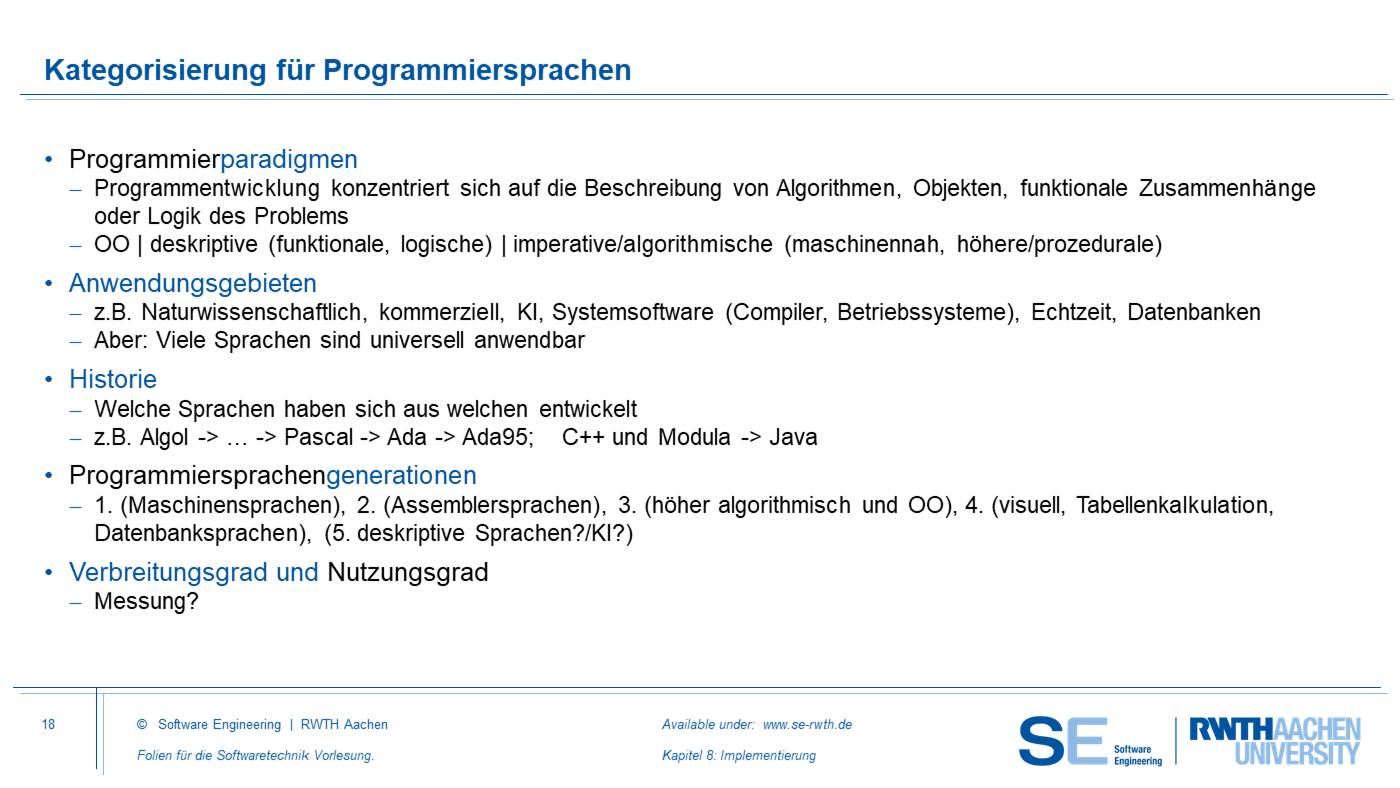 Kategorisierung für Programmiersprachen
• Programmierparadigmen
– Programmentwicklung konzentriert sich auf die Beschreibung von Algorithmen, Objekten, funktionale Zusammenhänge
oder Logik des Problems
– OO | deskriptive (funktionale, logische) | imperative/algorithmische (maschinennah, höhere/prozedurale)
• Anwendungsgebieten
– z.B. Naturwissenschaftlich, kommerziell, KI, Systemsoftware (Compiler, Betriebssysteme), Echtzeit, Datenbanken
– Aber: Viele Sprachen sind universell anwendbar
• Historie
– Welche Sprachen haben sich aus welchen entwickelt
– z.B. Algol -> … -> Pascal -> Ada -> Ada95; C++ und Modula -> Java
• Programmiersprachengenerationen
– 1. (Maschinensprachen), 2. (Assemblersprachen), 3. (höher algorithmisch und OO), 4. (visuell, Tabellenkalkulation,
Datenbanksprachen), (5. deskriptive Sprachen?/KI?)
• Verbreitungsgrad und Nutzungsgrad
– Messung?
18
© Software Engineering | RWTH Aachen
Folien für die Softwaretechnik Vorlesung.
Available under: www.se-rwth.de
Kapitel 8: Implementierung
SE Software
Engineering
RWTH AACHEN
UNIVERSITY